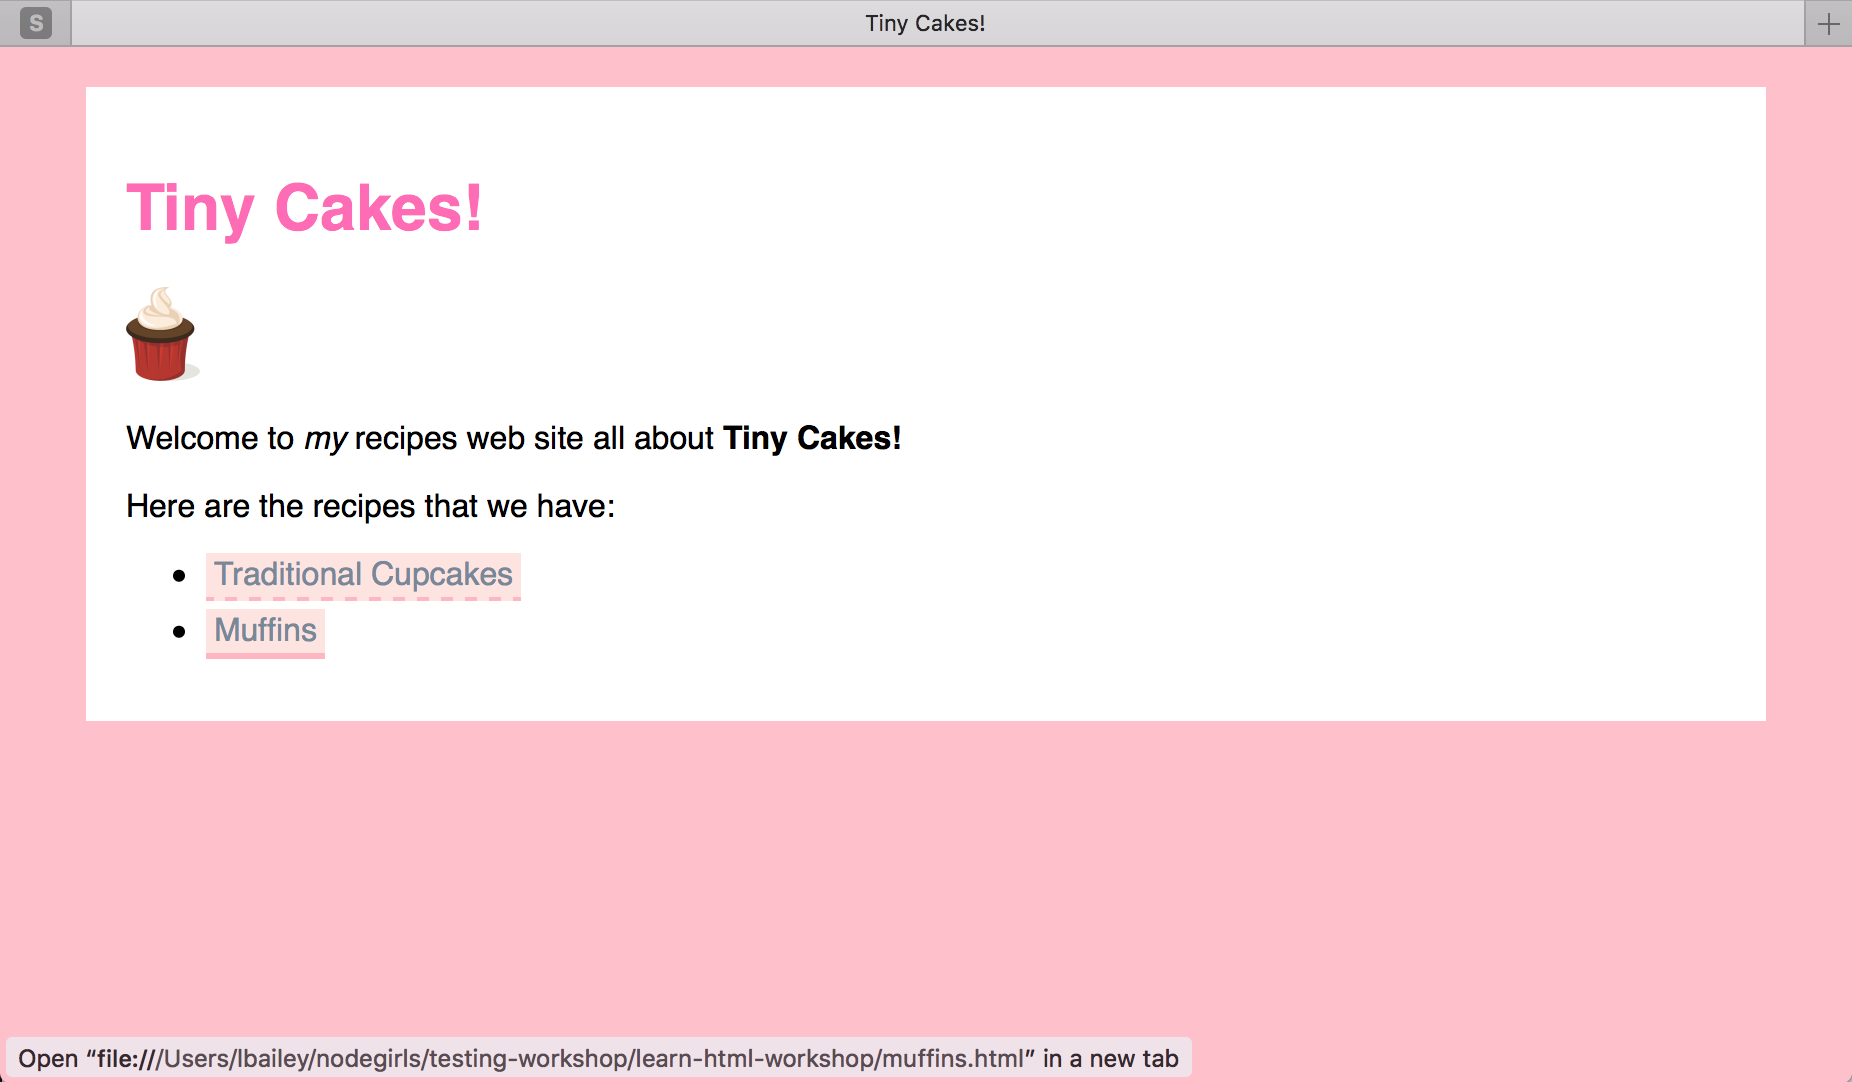 S
Tiny Cakes!
Tiny Cakes!
Welcome to my recipes web site all about Tiny Cakes!
Here are the recipes that we have:
Traditional Cupcakes
Muffins
Open “file:///Users/lbailey/nodegirls/testing-workshop/learn-html-workshop/muffins.html” in a new tab